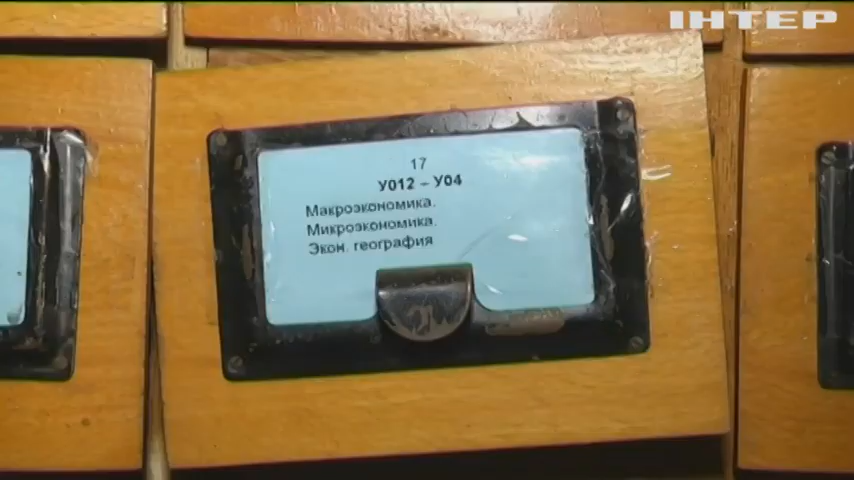 ІНТЕР
17
У012 – У04
Макроэкономика.
Микроэкономика.
Экон. география